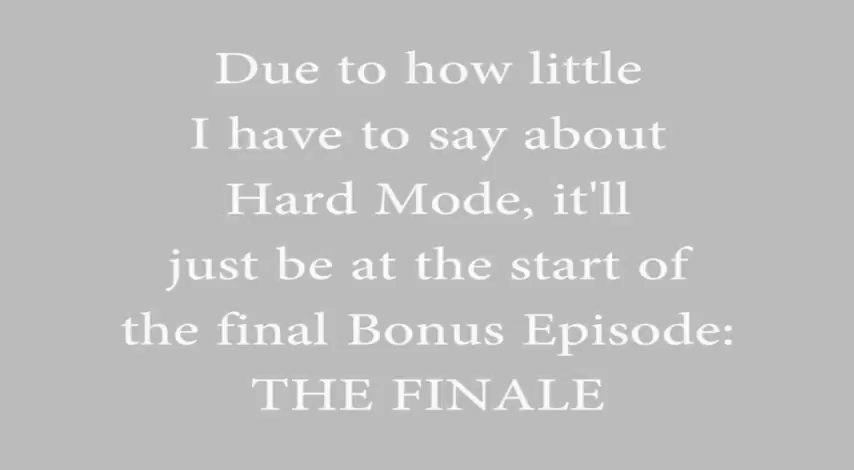 Due to how little
I have to say about
Hard Mode, it'll
just be at the start of
the final Bonus Episode:
THE FINALE